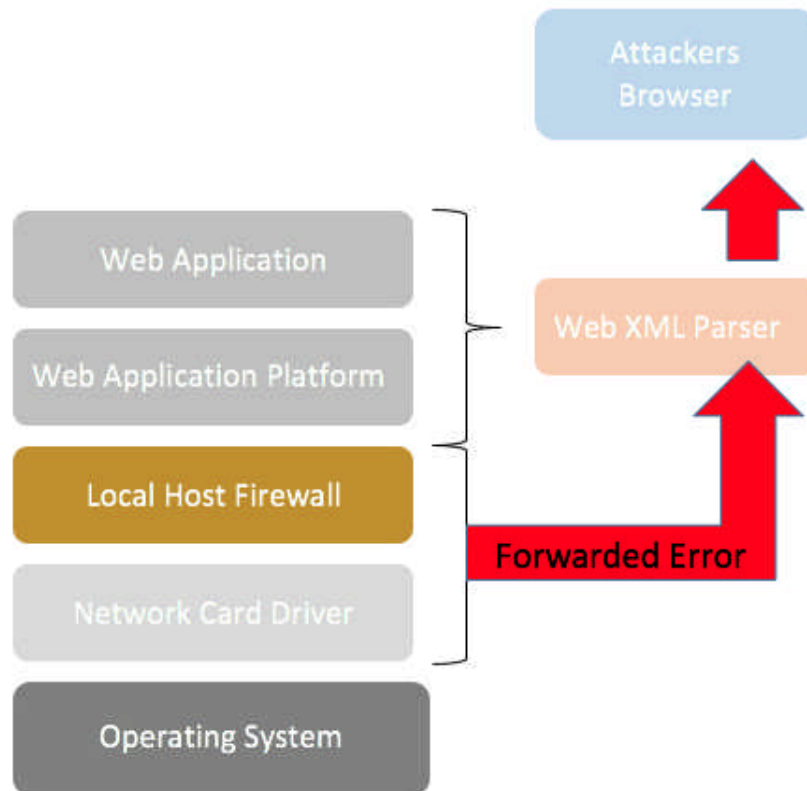 Attackers
Browser
Web Application
Web XML Parser
Web Application Platform
Local Host Firewall
Forwarded Error
Network Card Driver
Operating System